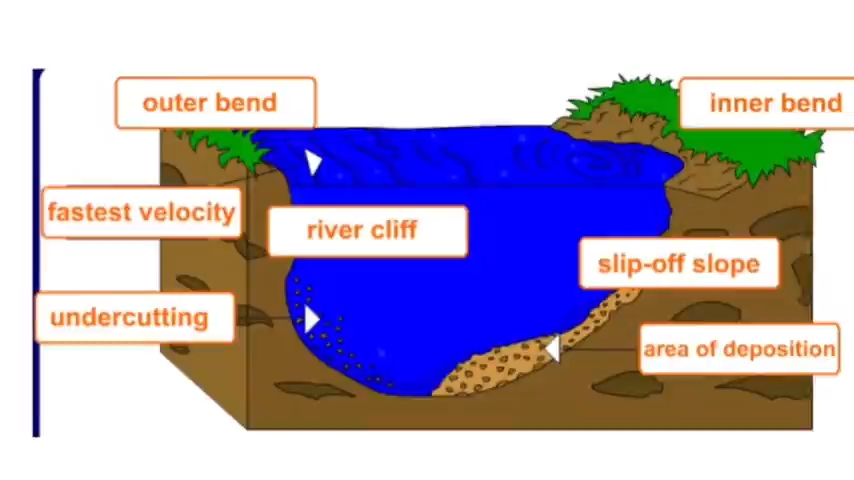 outer bend
inner bend
fastest velocity
river cliff
slip-off slope
undercutting
area of deposition